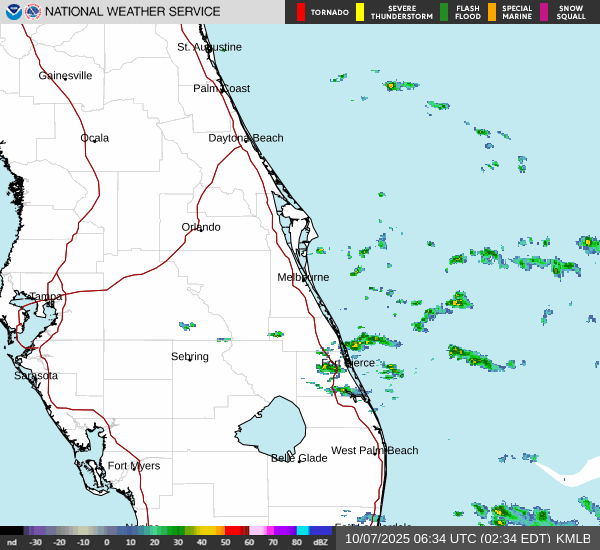 NATIONAL WEATHER SERVICE
TORNADO
SEVERE THUNDERSTORM
FLASH FLOOD
SPECIAL MARINE
SNOW SQUALL
St. Augustine
Gainesville
Palm Coast
Ocala
Daytona Beach
Orlando
Melbourne
Tampa
Sebring
Fort Pierce
Sarasota
West Palm Beach
Belle Glade
Fort Myers
nd -30 -20 -10 0 10 20 30 40 50 60 70 80 dBZ
10/07/2025 06:34 UTC (02:34 EDT) KMLB